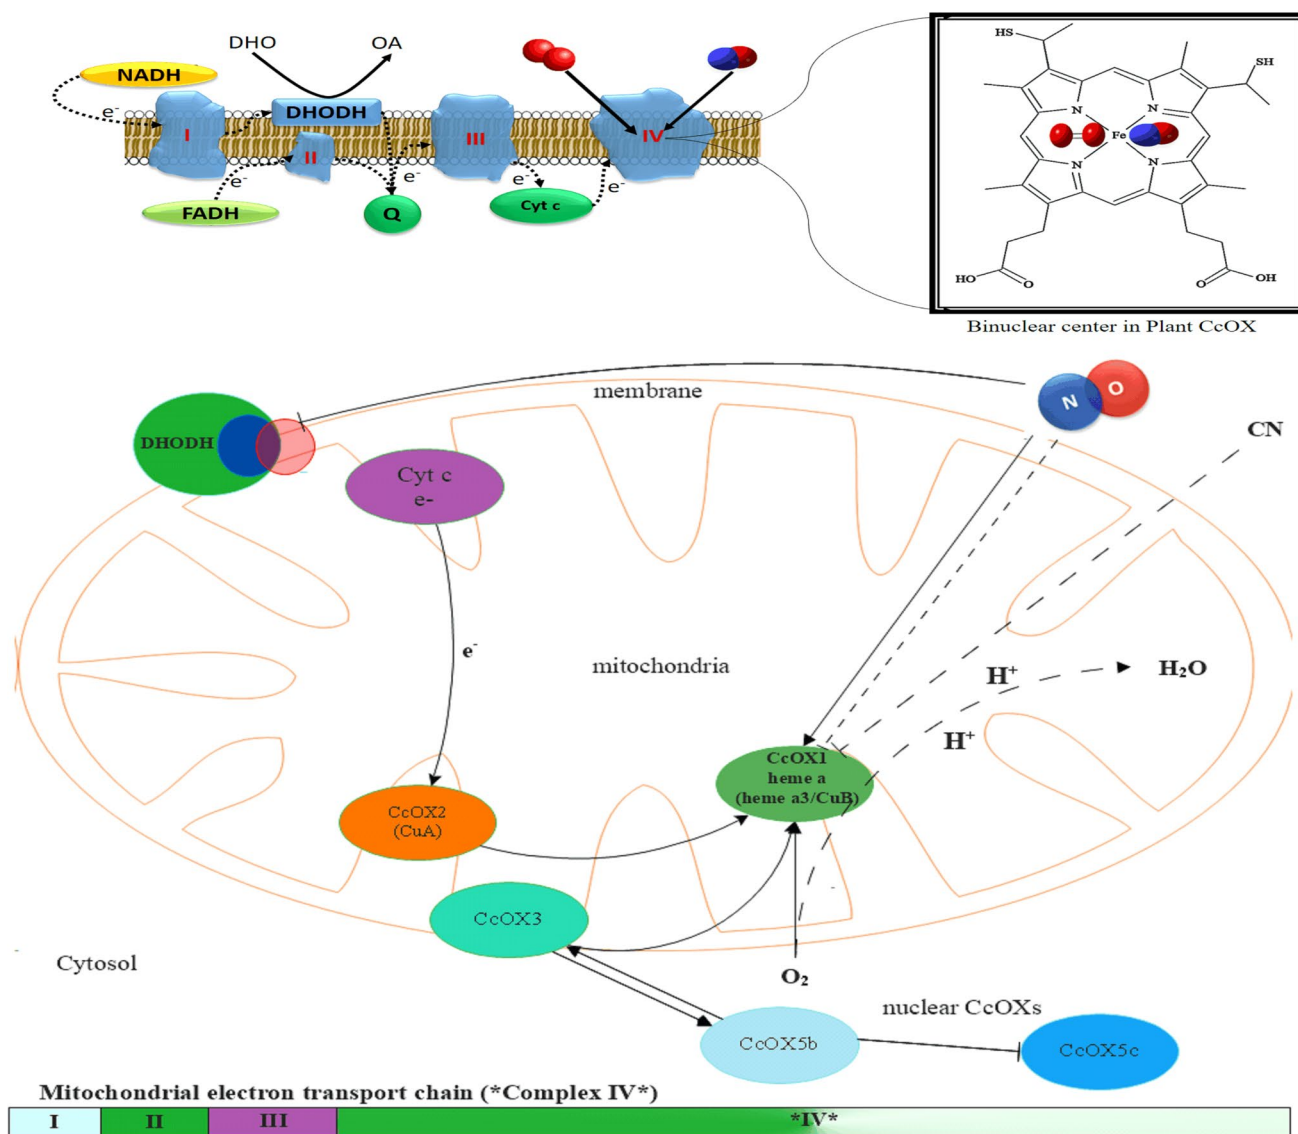 DHO
OA
NADH
e-
DHODH
I
II
III
IV
e-
e-
e-
e-
FADH
Q
Cyt c
HS
SH
N
N
Fe
N
N
HO
O
O
OH
Binuclear center in Plant CcOX
membrane
N
O
CN
DHODH
Cyt c
e-
e-
mitochondria
H+
H2O
H+
CcOX1
heme a
(heme a3/CuB)
CcOX2
(CuA)
CcOX3
Cytosol
O2
nuclear CcOXs
CcOX5b
CcOX5c
Mitochondrial electron transport chain (*Complex IV*)
I
II
III
*IV*